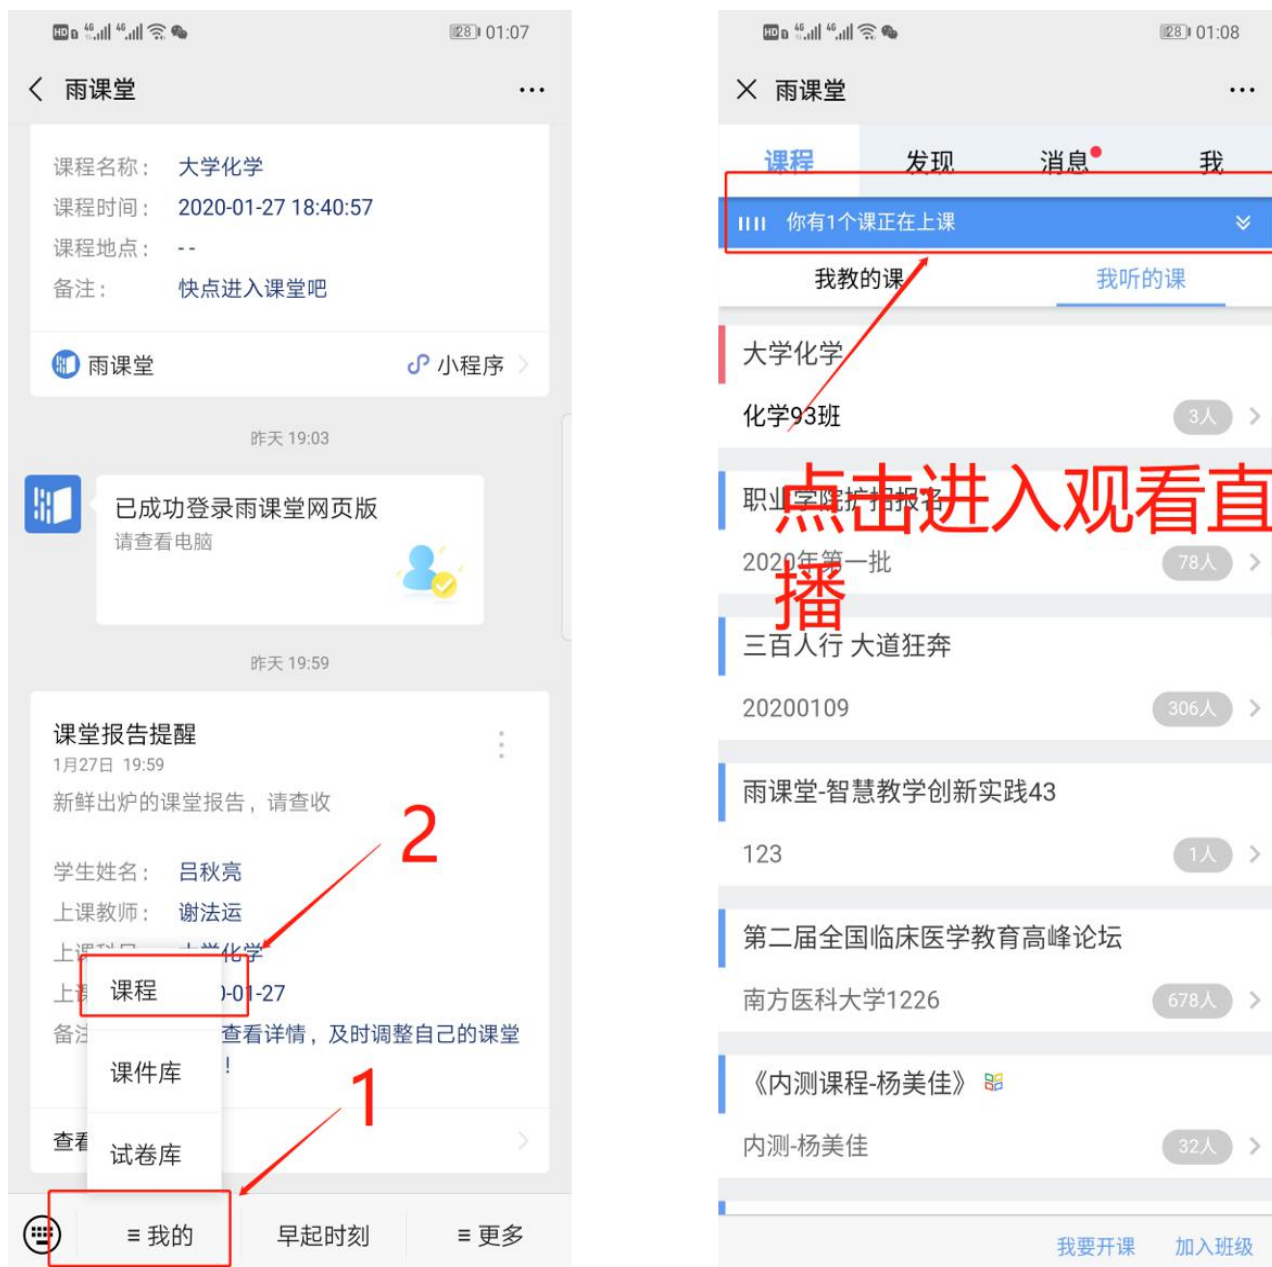 01:07
雨课堂
课程名称： 大学化学
课程时间： 2020-01-27 18:40:57
课程地点： --
备注： 快点进入课堂吧
雨课堂
小程序
昨天 19:03
已成功登录雨课堂网页版
请查看电脑
昨天 19:59
课堂报告提醒
1月27日 19:59
新鲜出炉的课堂报告，请查收
2
学生姓名： 吕秋亮
上课教师： 谢法运
课程
-01-27
查看详情，及时调整自己的课堂
！
课件库
1
试卷库
我的
早起时刻
更多
01:08
雨课堂
课程
发现
消息
我
你有1个课正在上课
我教的课
我听的课
大学化学
化学93班
3人
点击进入观看直
播
职业学院扩招报名
2020年第一批
78人
三百人行 大道狂奔
20200109
306人
雨课堂-智慧教学创新实践43
123
1人
第二届全国临床医学教育高峰论坛
南方医科大学1226
678人
《内测课程-杨美佳》
内测-杨美佳
32人
我要开课
加入班级